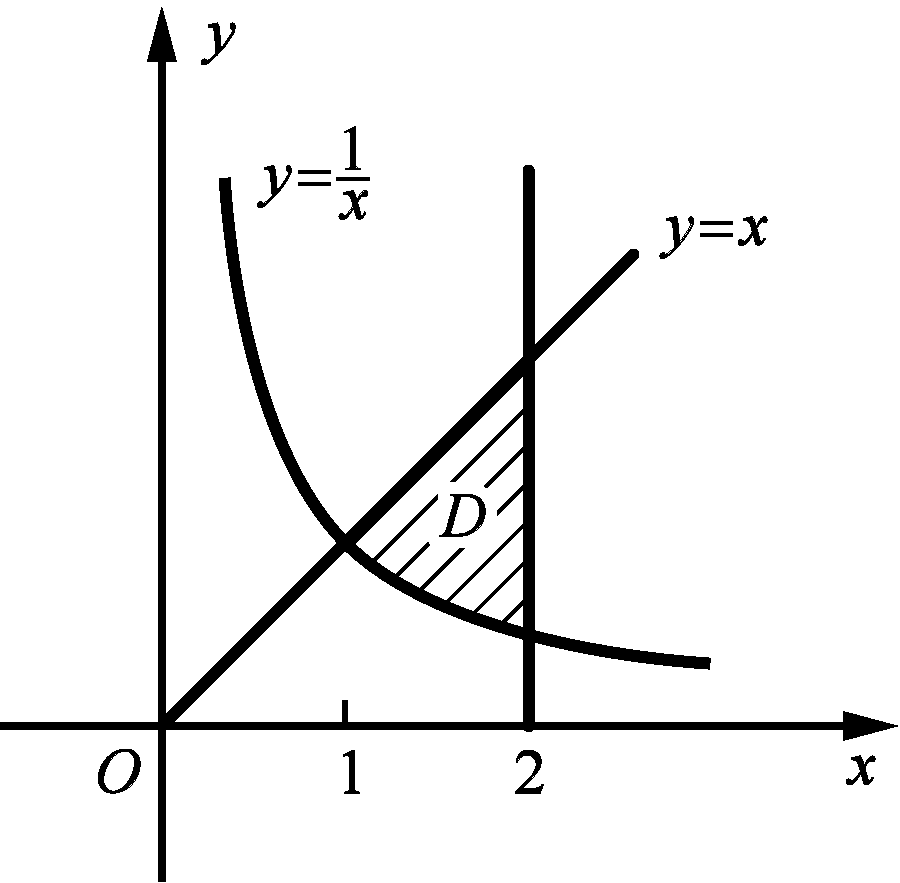 y
y=1/x
y=x
D
O 1 2 x